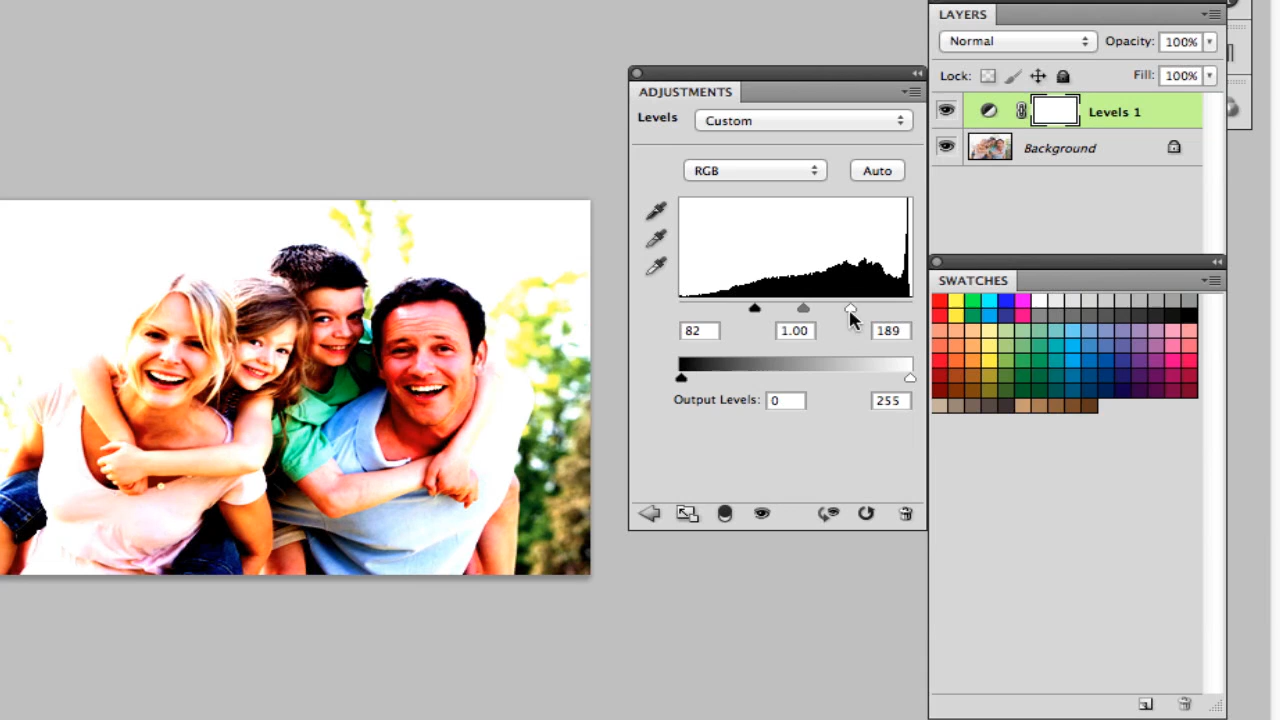 LAYERS
Normal Opacity: 100%
Lock: Fill: 100%
Levels 1
Background
ADJUSTMENTS
Levels Custom
RGB Auto
82 1.00 189
Output Levels: 0 255
SWATCHES